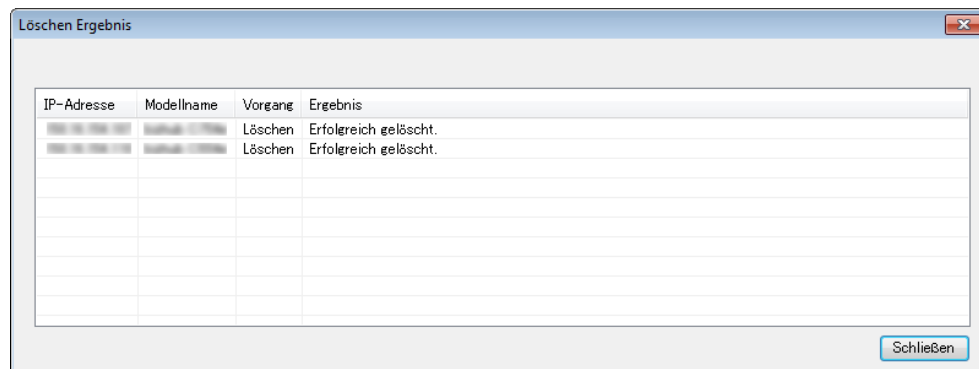 Löschen Ergebnis
IP-Adresse Modellname Vorgang Ergebnis
Löschen Erfolgreich gelöscht.
Löschen Erfolgreich gelöscht.
Schließen